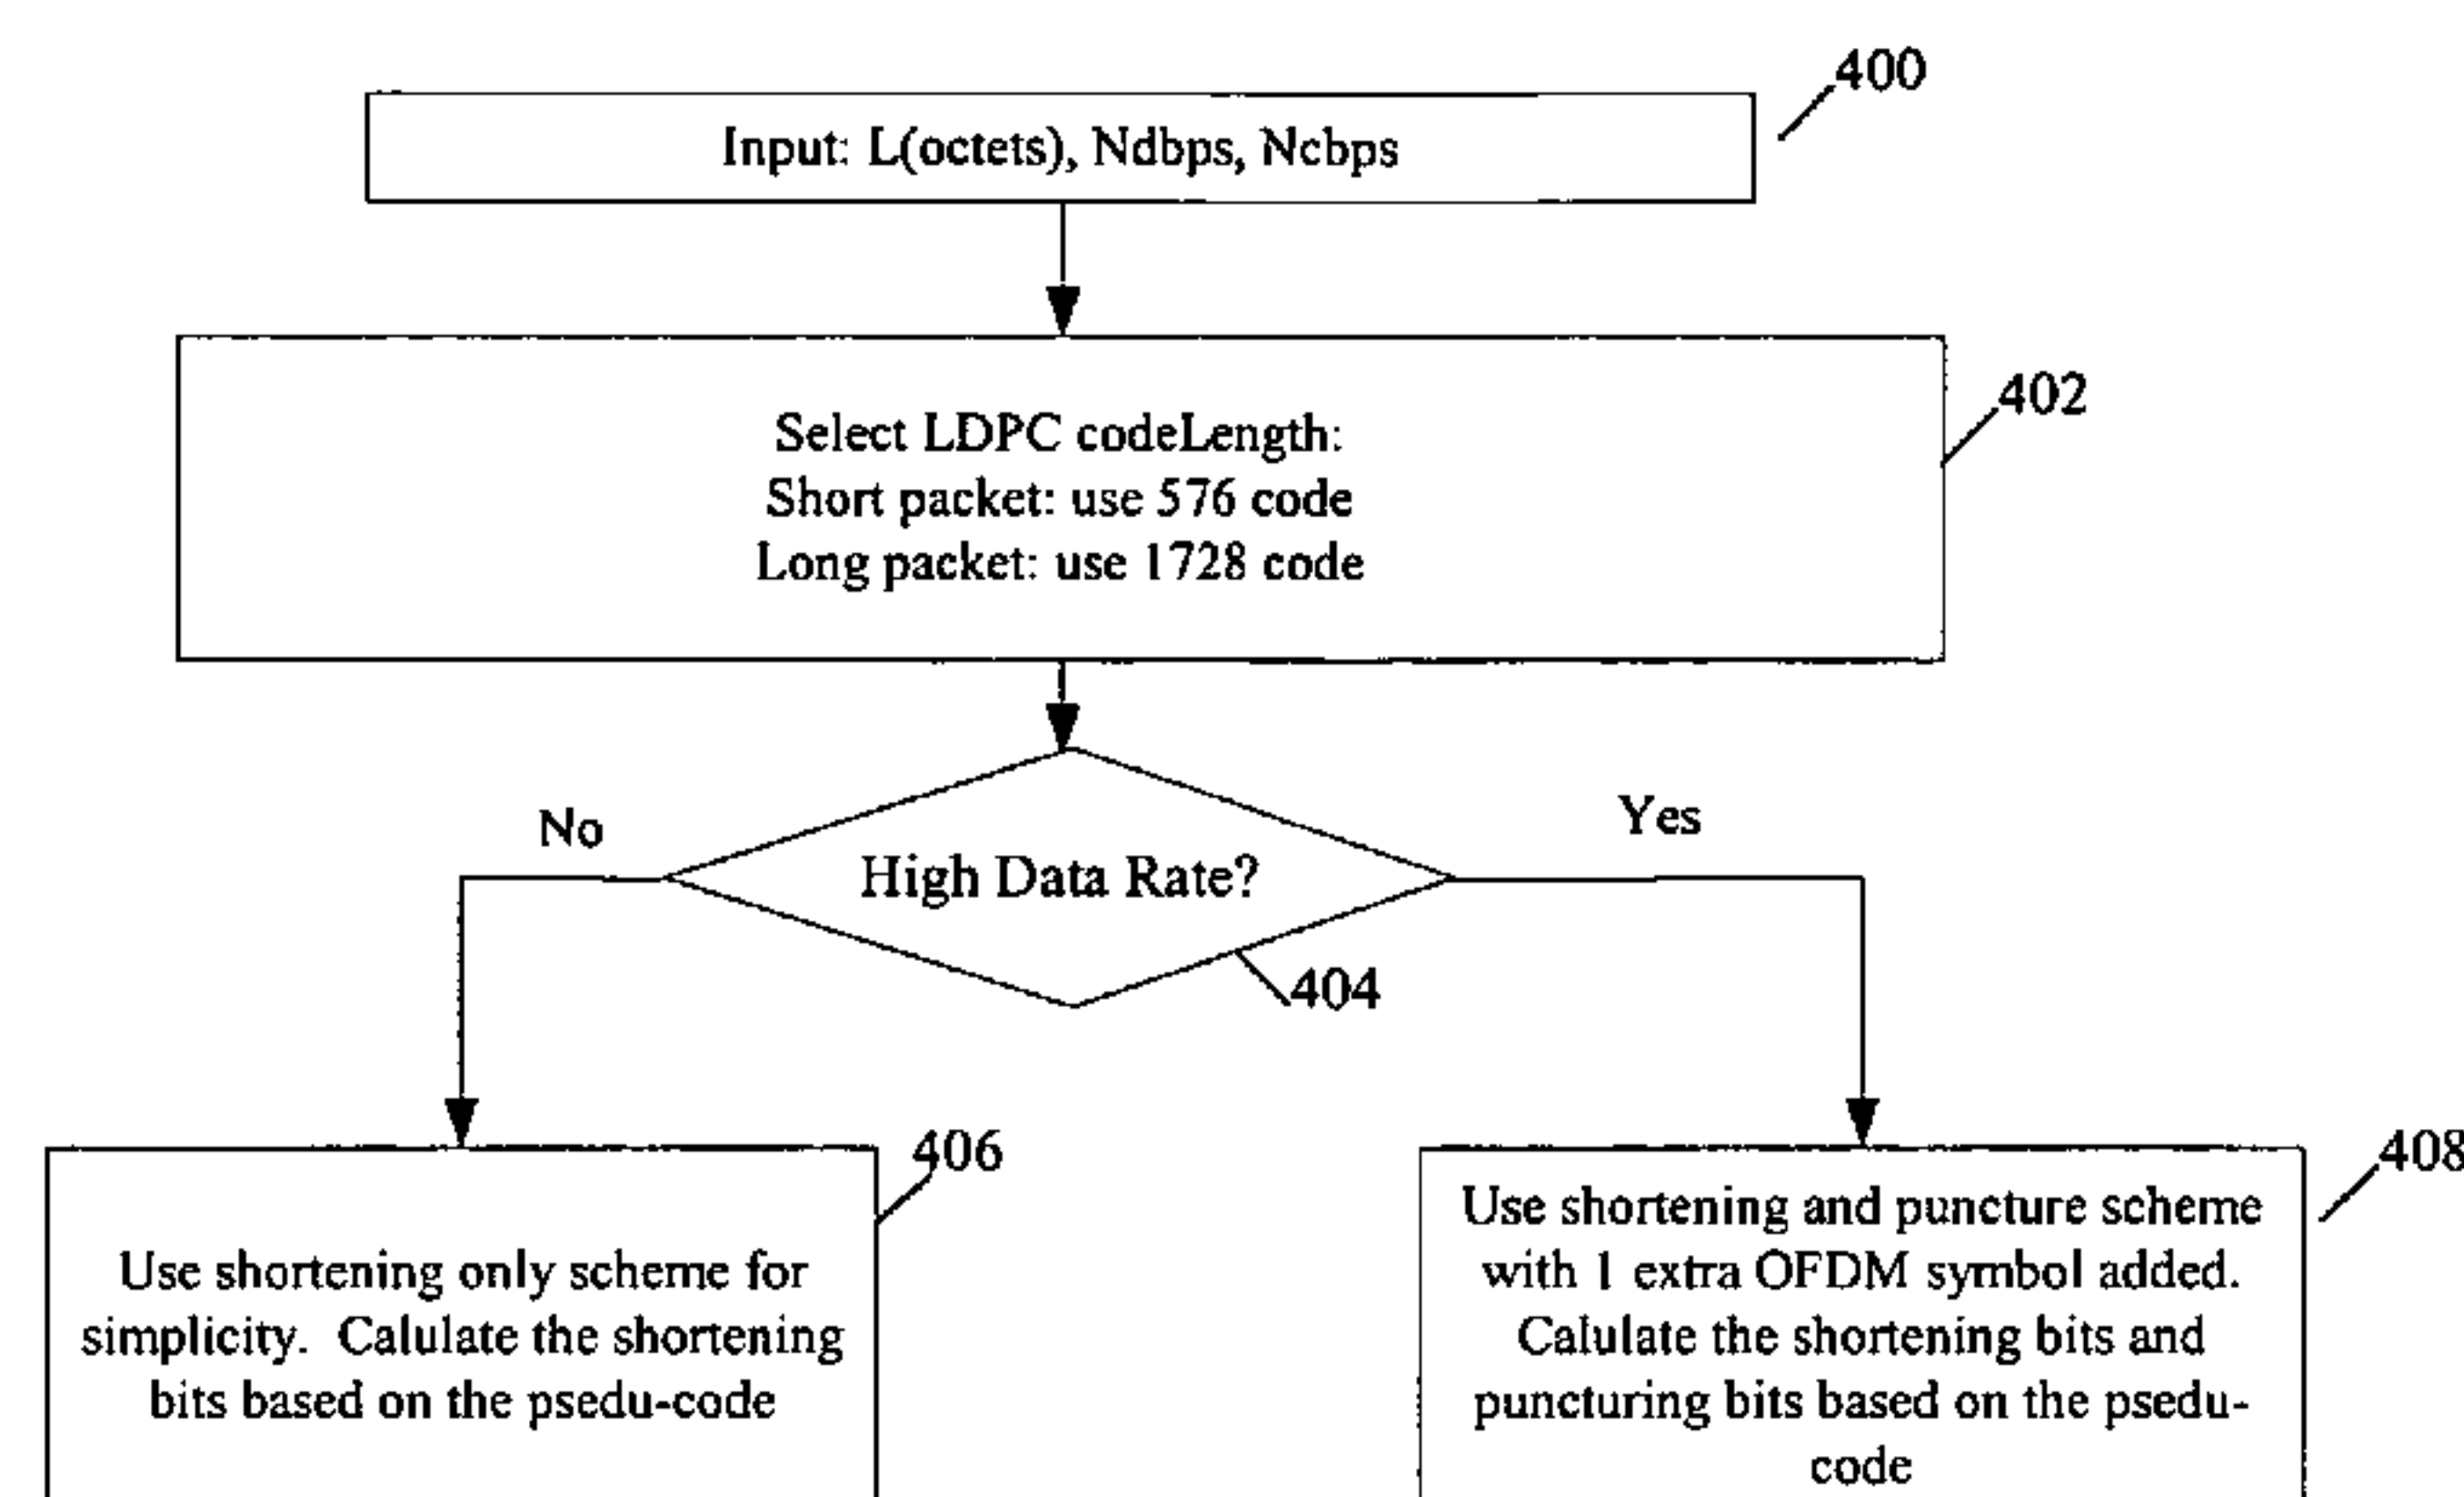 400
Input: L(octets), Ndbps, Ncbps
402
Select LDPC codeLength:
Short packet: use 576 code
Long packet: use 1728 code
No
Yes
High Data Rate?
404
406
408
Use shortening only scheme for
simplicity. Calulate the shortening
bits based on the psedu-code
Use shortening and puncture scheme
with 1 extra OFDM symbol added.
Calulate the shortening bits and
puncturing bits based on the psedu-
code